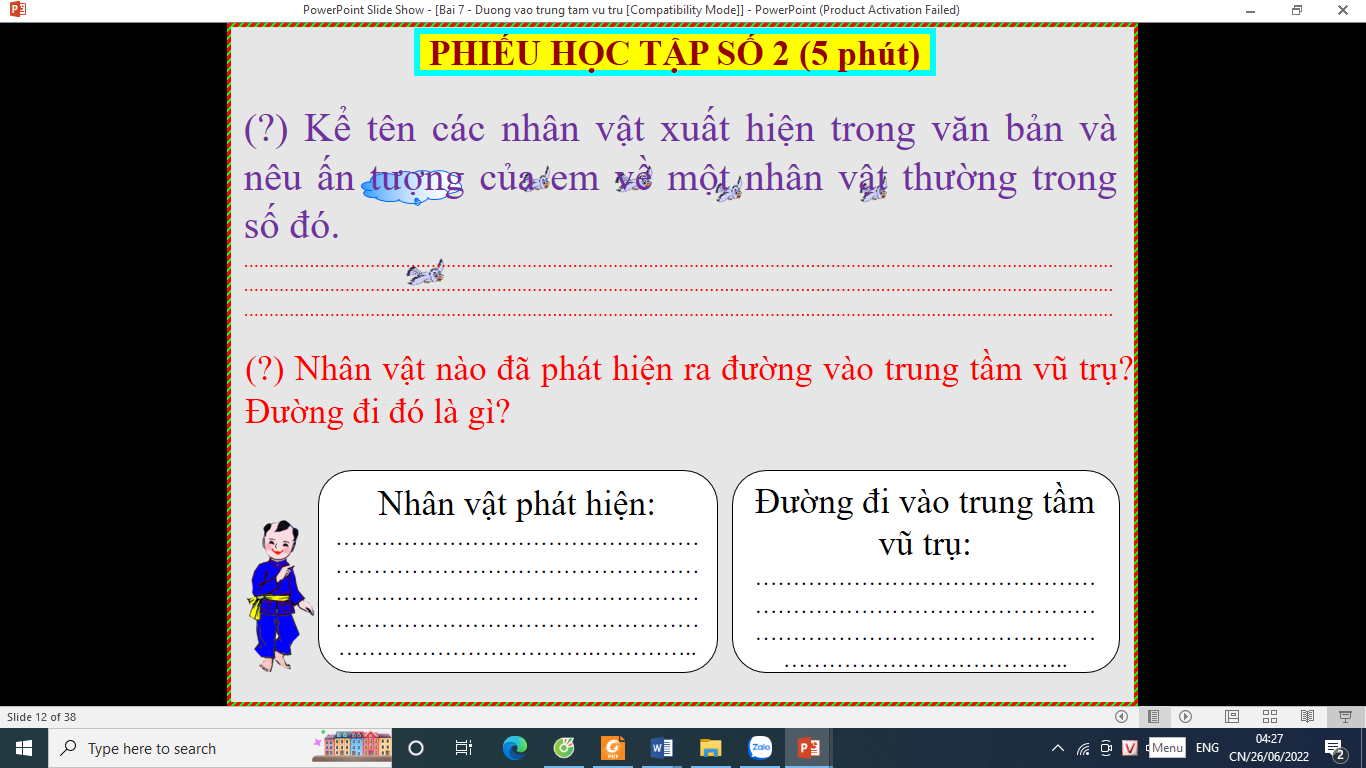 PowerPoint Slide Show - [Bai 7 - Duong vao trung tam vu tru [Compatibility Mode]] - PowerPoint (Product Activation Failed)
PHIẾU HỌC TẬP SỐ 2 (5 phút)
(?) Kể tên các nhân vật xuất hiện trong văn bản và
nêu ấn tượng của em về một nhân vật thường trong
số đó.
(?) Nhân vật nào đã phát hiện ra đường vào trung tầm vũ trụ?
Đường đi đó là gì?
Nhân vật phát hiện:
Đường đi vào trung tầm
vũ trụ:
Slide 12 of 38
Type here to search
PDF
Zalo
Menu
ENG
04:27
CN/26/06/2022
2